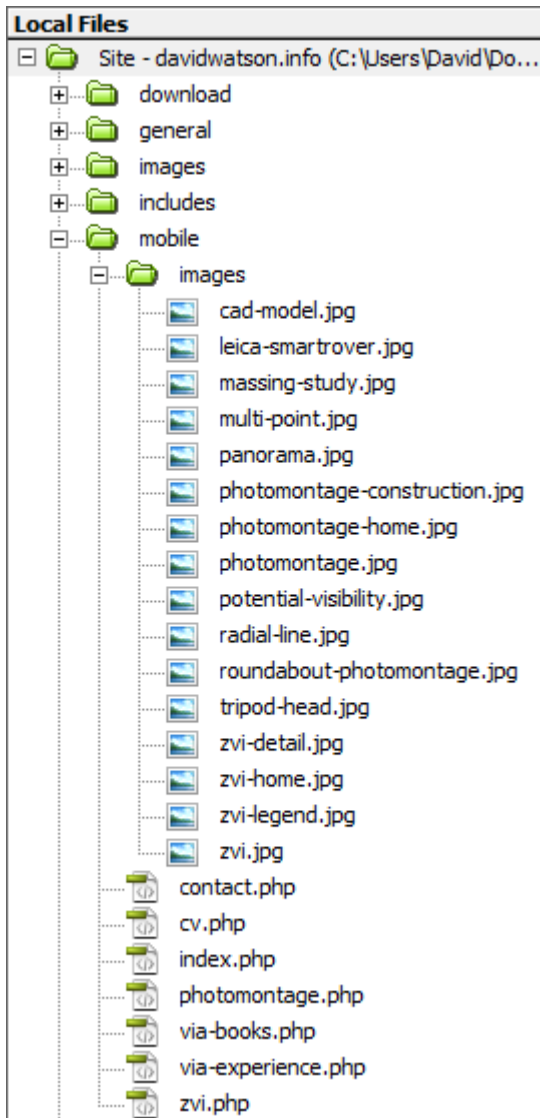 Local Files
Site - davidwatson.info (C:\Users\David\Do...
download
general
images
includes
mobile
images
cad-model.jpg
leica-smartrover.jpg
massing-study.jpg
multi-point.jpg
panorama.jpg
photomontage-construction.jpg
photomontage-home.jpg
photomontage.jpg
potential-visibility.jpg
radial-line.jpg
roundabout-photomontage.jpg
tripod-head.jpg
zvi-detail.jpg
zvi-home.jpg
zvi-legend.jpg
zvi.jpg
contact.php
cv.php
index.php
photomontage.php
via-books.php
via-experience.php
zvi.php